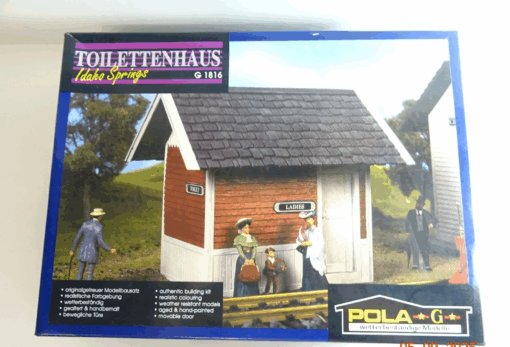 TOILETTENHAUS
Idaho Springs
G 1816
TOILET
LADIES
• originalgetreuer Modellbausatz
• realistische Farbgebung
• wetterbeständig
• gealtert & handbemalt
• bewegliche Türe
• authentic building kit
• realistic colouring
• weather resistant models
• aged & hand-painted
• movable door
POLA G
wetterbeständige Modelle